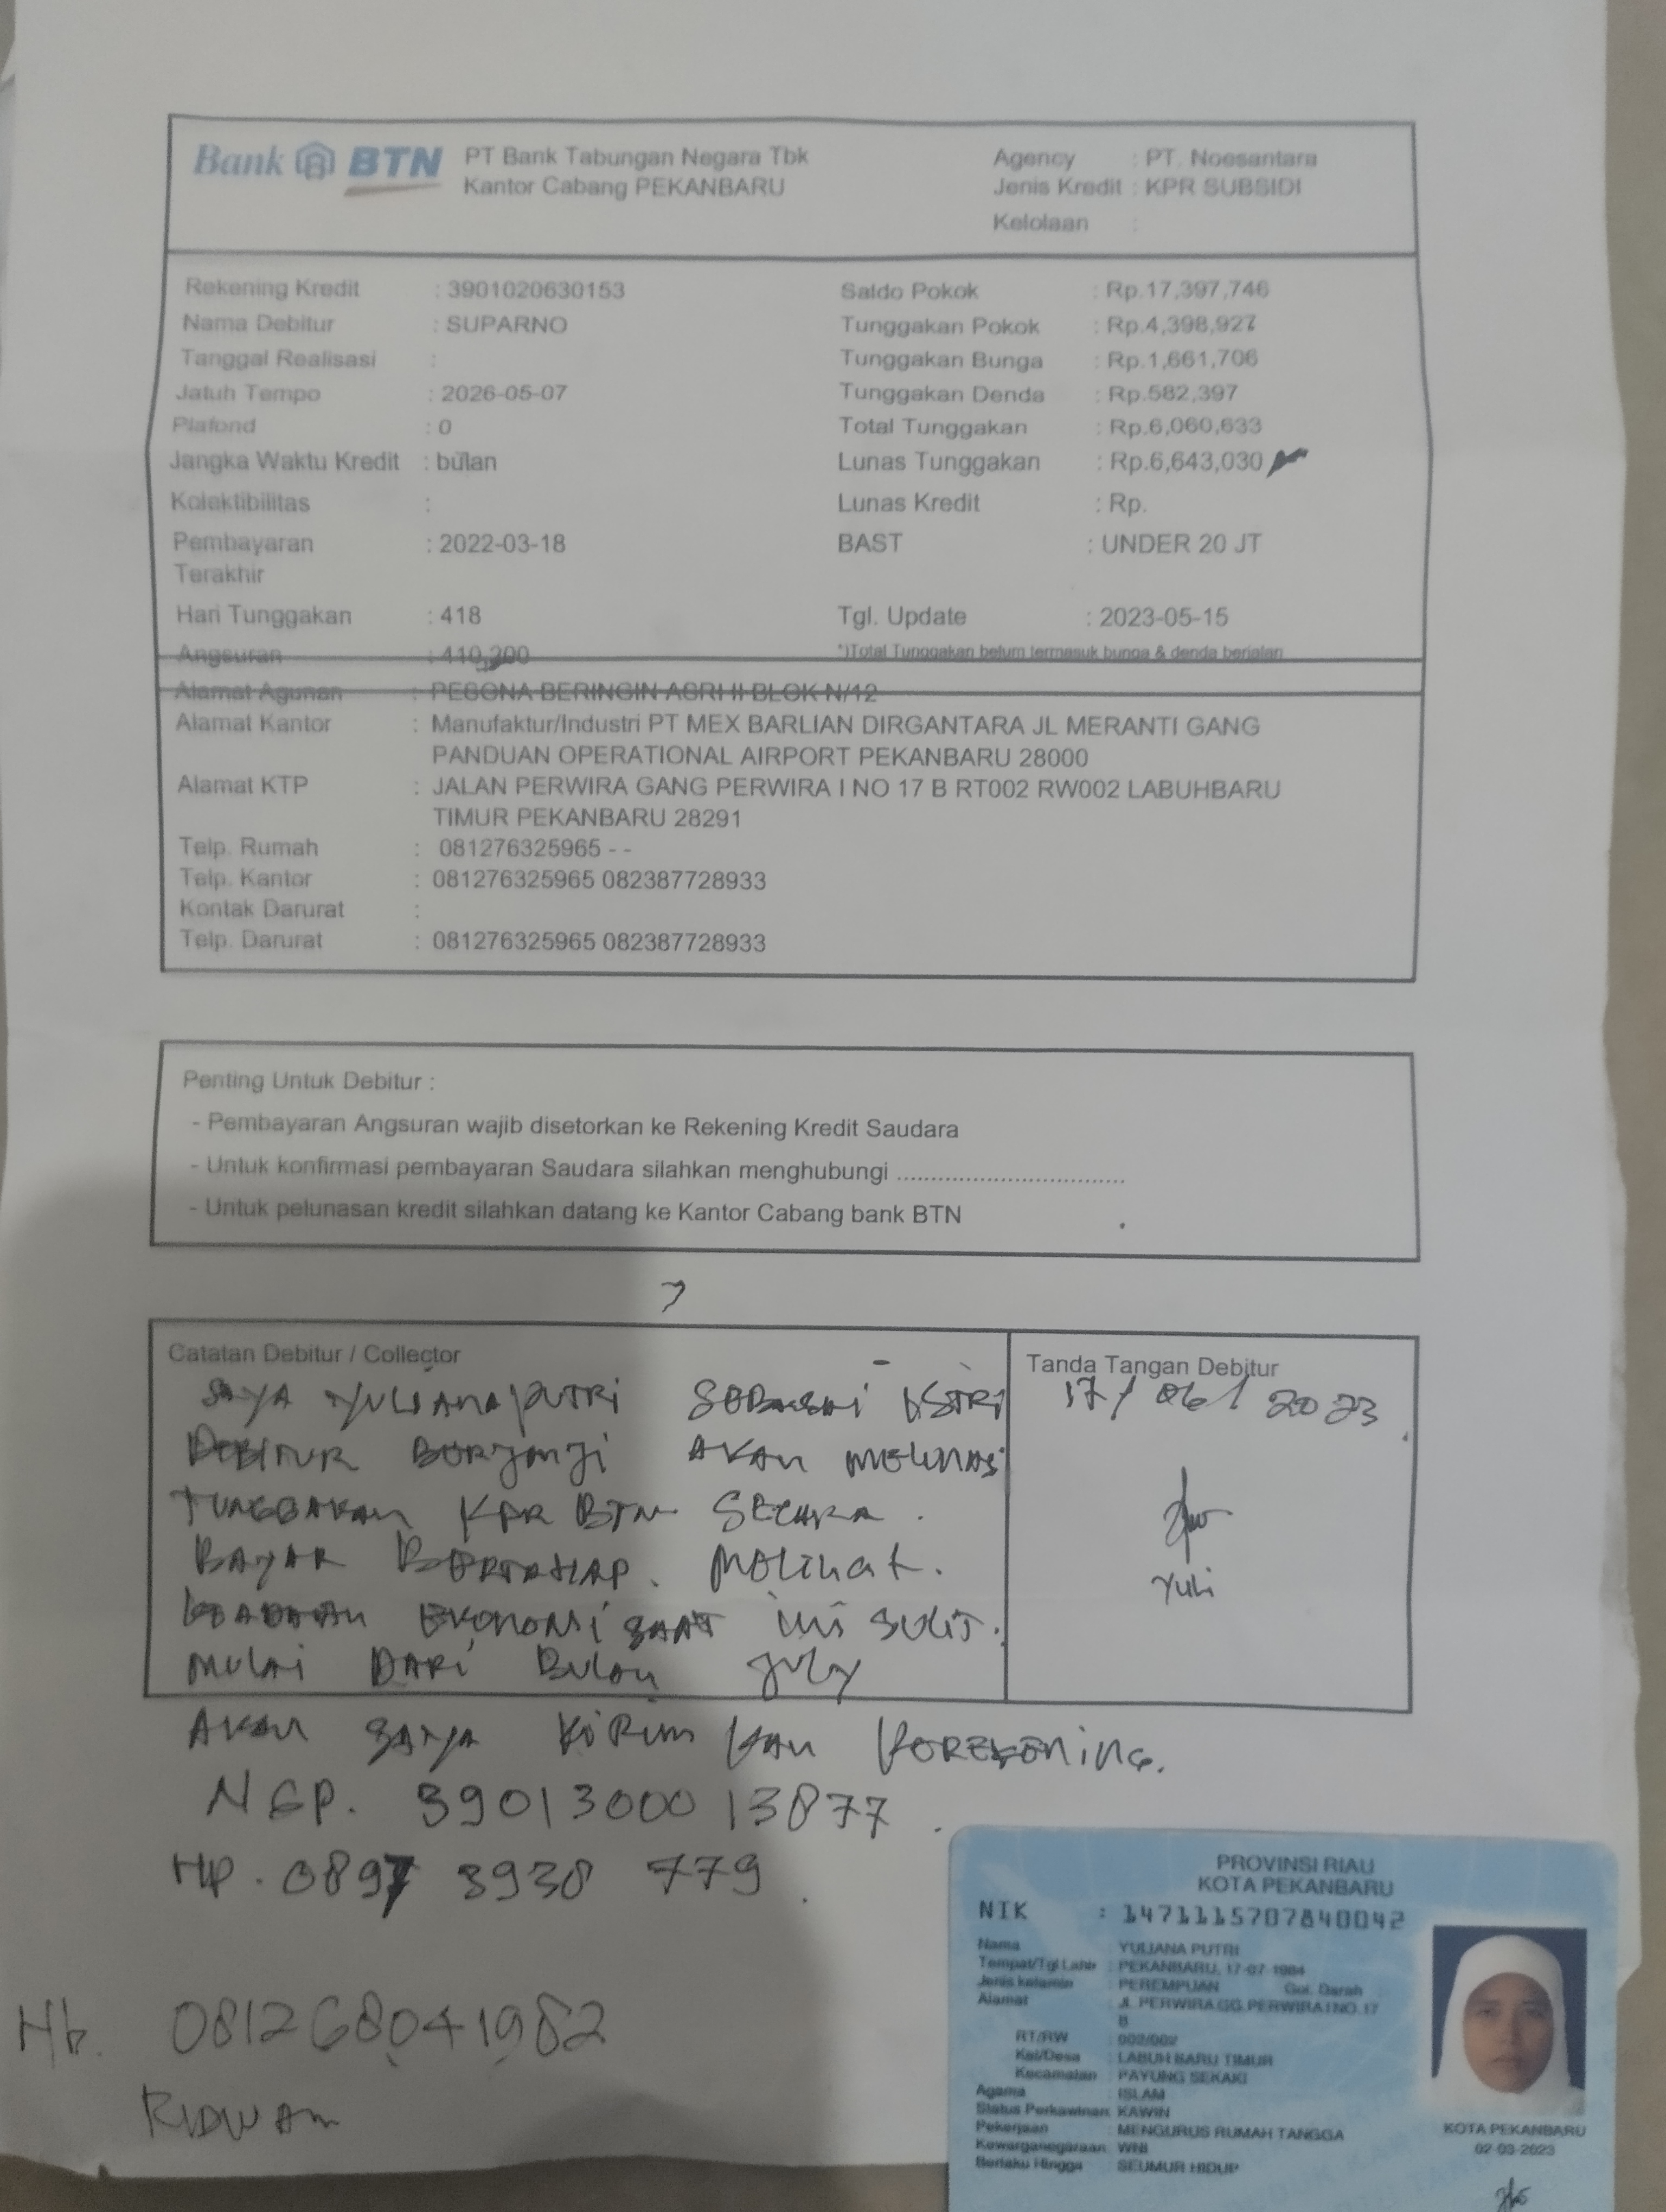 Bank BTN PT Bank Tabungan Negara Tbk
Kantor Cabang PEKANBARU
Agency : PT. Noesantara
Jenis Kredit : KPR SUBSIDI
Kelolaan :
Rekening Kredit : 3901020630153
Nama Debitur : SUPARNO
Tanggal Realisasi :
Jatuh Tempo : 2026-05-07
Plafond : 0
Jangka Waktu Kredit : bulan
Kolektibilitas :
Pembayaran : 2022-03-18
Terakhir
Hari Tunggakan : 418
Angsuran : 410,200
Saldo Pokok : Rp.17,397,746
Tunggakan Pokok : Rp.4,398,927
Tunggakan Bunga : Rp.1,661,706
Tunggakan Denda : Rp.582,397
Total Tunggakan : Rp.6,060,633
Lunas Tunggakan : Rp.6,643,030
Lunas Kredit : Rp.
BAST : UNDER 20 JT
Tgl. Update : 2023-05-15
*)Total Tunggakan belum termasuk bunga & denda berjalan
Alamat Agunan : PESONA BERINGIN ASRI II BLOK N/12
Alamat Kantor : Manufaktur/Industri PT MEX BARLIAN DIRGANTARA JL MERANTI GANG
PANDUAN OPERATIONAL AIRPORT PEKANBARU 28000
Alamat KTP : JALAN PERWIRA GANG PERWIRA I NO 17 B RT002 RW002 LABUHBARU
TIMUR PEKANBARU 28291
Telp. Rumah : 081276325965 - -
Telp. Kantor : 081276325965 082387728933
Kontak Darurat :
Telp. Darurat : 081276325965 082387728933
Penting Untuk Debitur :
- Pembayaran Angsuran wajib disetorkan ke Rekening Kredit Saudara
- Untuk konfirmasi pembayaran Saudara silahkan menghubungi ................................
- Untuk pelunasan kredit silahkan datang ke Kantor Cabang bank BTN
Catatan Debitur / Collector
SAYA YULIANA PUTRI SEBAGAI ISTRI
DEBITUR BERJANJI AKAN MELUNAS
TUNGGAKAN KPR BTN SECARA
BAYAR BERTAHAP. MELIHAT.
KEADAAN EKONOMI SAAT INI SULIT.
MULAI DARI BULAN July
AKAN SAYA KIRIM KAN KEREKENING.
NGP. 3901300013877
HP. 0897 3938 779
Tanda Tangan Debitur
17/06/2023
Yuli
Hp. 081268041982
RIDWAN
PROVINSI RIAU
KOTA PEKANBARU
NIK : 1471115707840042
Nama : YULIANA PUTRI
Tempat/Tgl Lahir : PEKANBARU, 17-07-1984
Jenis kelamin : PEREMPUAN Gol. Darah
Alamat : JL. PERWIRA GG. PERWIRA I NO. 17
B
RT/RW : 002/002
Kel/Desa : LABUH BARU TIMUR
Kecamatan : PAYUNG SEKAKI
Agama : ISLAM
Status Perkawinan: KAWIN
Pekerjaan : MENGURUS RUMAH TANGGA
Kewarganegaraan: WNI
Berlaku Hingga : SEUMUR HIDUP
KOTA PEKANBARU
02-03-2023